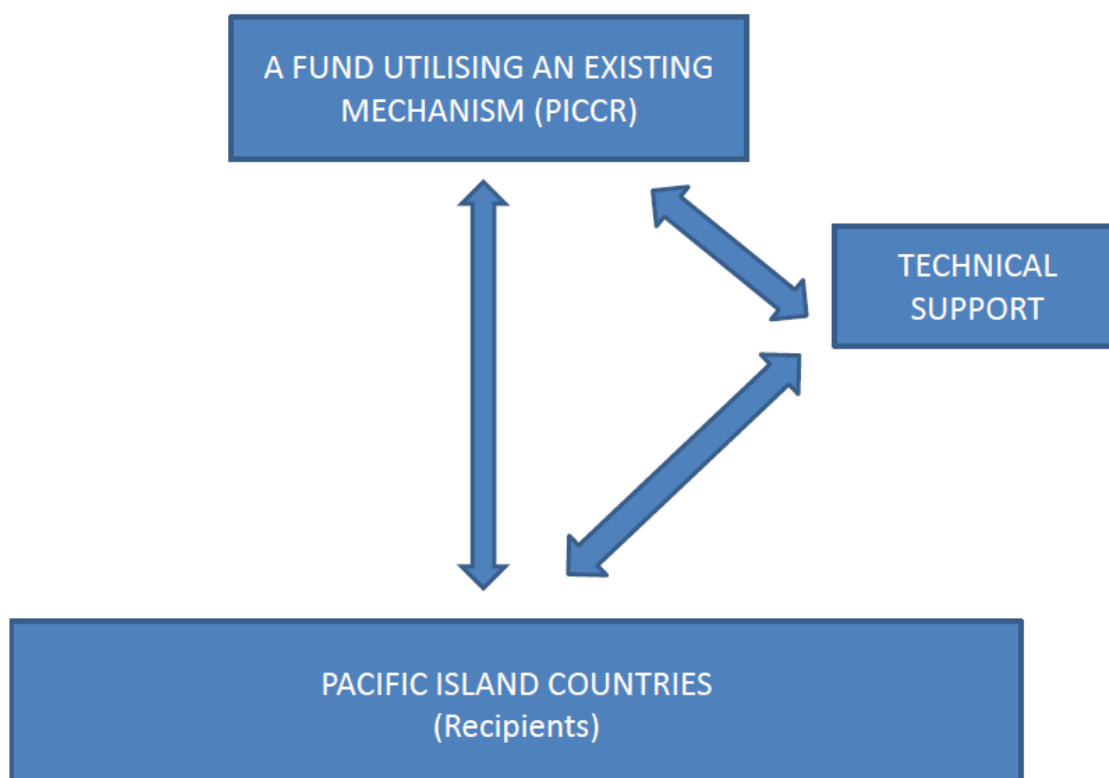 A FUND UTILISING AN EXISTING
MECHANISM (PICCR)
TECHNICAL
SUPPORT
PACIFIC ISLAND COUNTRIES
(Recipients)